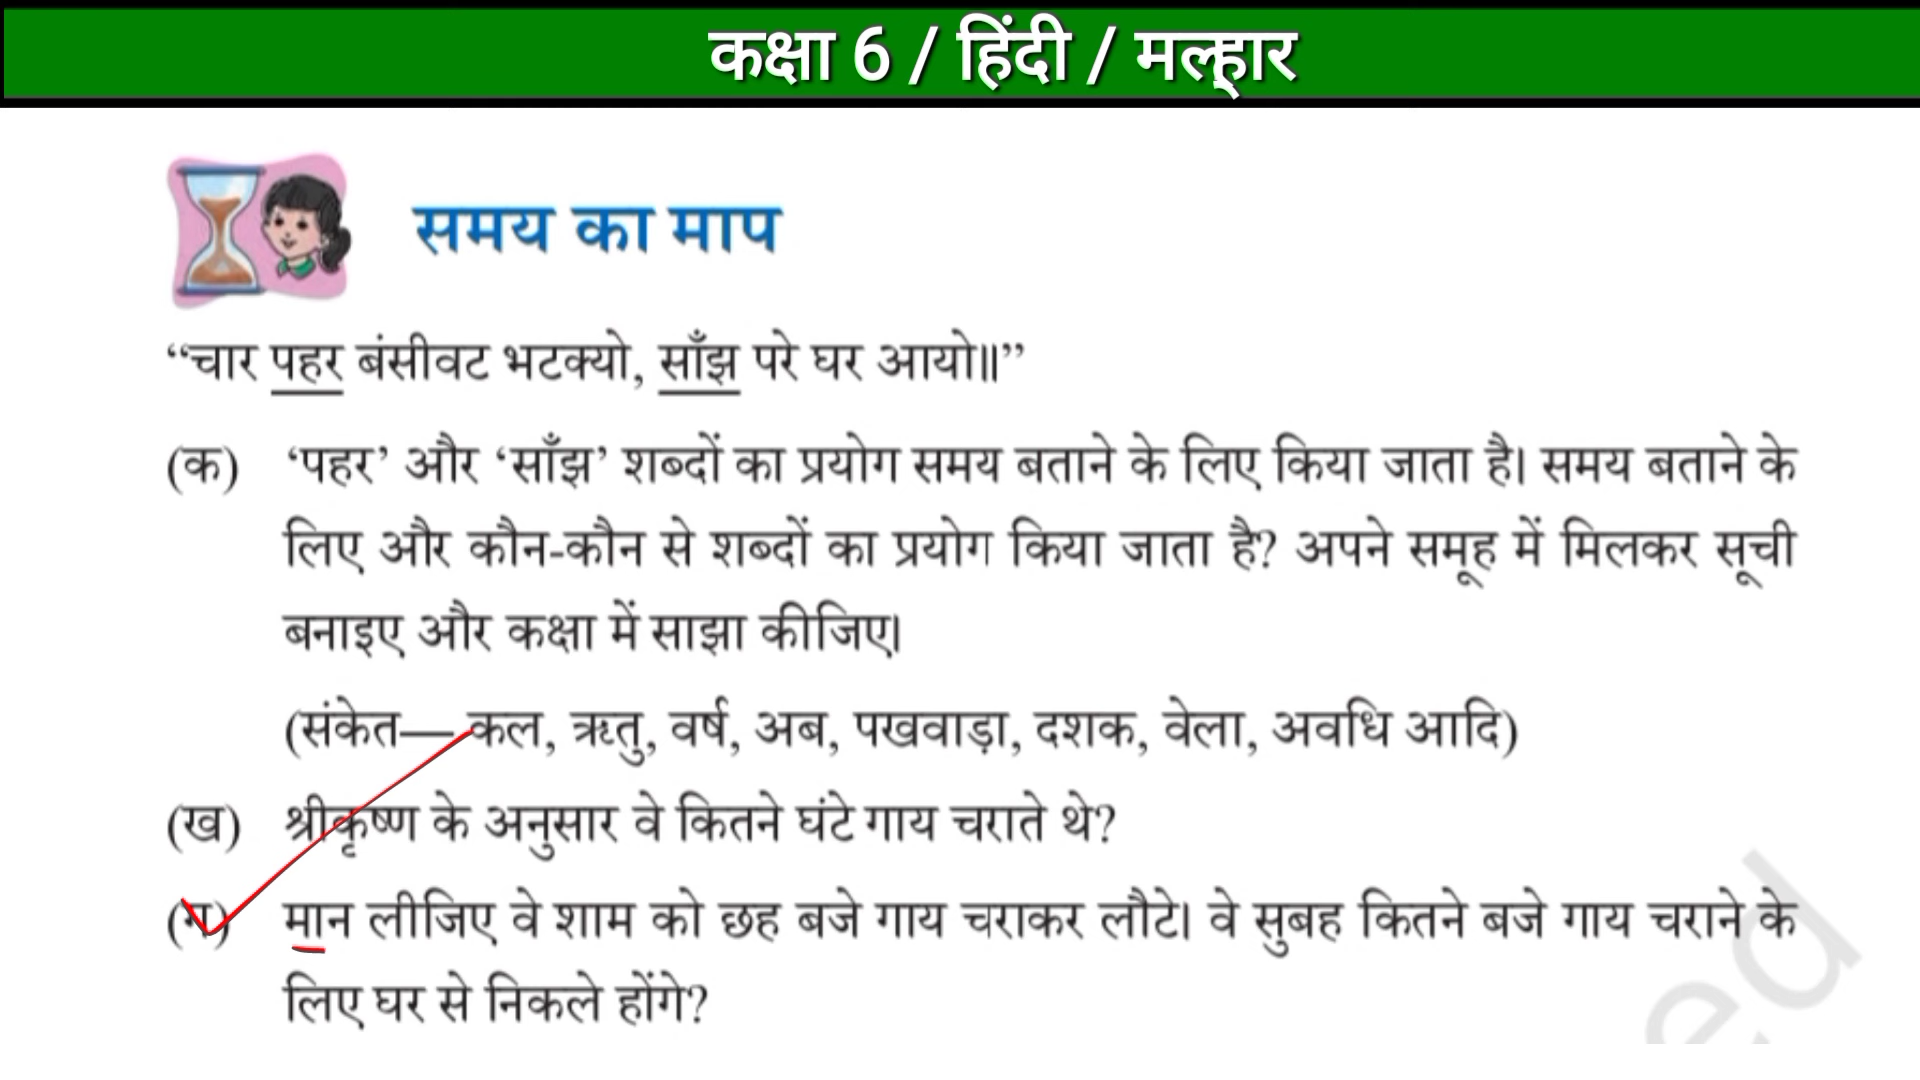 कक्षा 6 / हिंदी / मल्हार
समय का माप
“चार पहर बंसीवट भटक्यो, साँझ परे घर आयो॥”
(क) ‘पहर’ और ‘साँझ’ शब्दों का प्रयोग समय बताने के लिए किया जाता है। समय बताने के
लिए और कौन-कौन से शब्दों का प्रयोग किया जाता है? अपने समूह में मिलकर सूची
बनाइए और कक्षा में साझा कीजिए।
(संकेत— कल, ऋतु, वर्ष, अब, पखवाड़ा, दशक, वेला, अवधि आदि)
(ख) श्रीकृष्ण के अनुसार वे कितने घंटे गाय चराते थे?
(ग) मान लीजिए वे शाम को छह बजे गाय चराकर लौटे। वे सुबह कितने बजे गाय चराने के
लिए घर से निकले होंगे?
ed